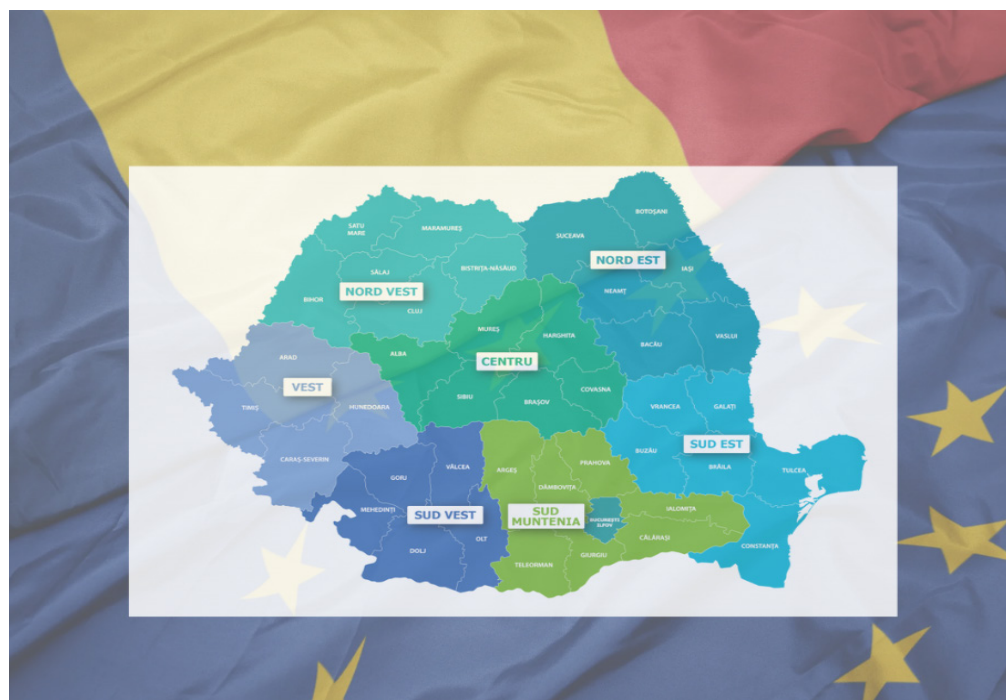 BOTOȘANI
SATU
MARE
MARAMUREȘ
SUCEAVA
NORD EST
IAȘI
SĂLAJ
BISTRIȚA-NĂSĂUD
NORD VEST
NEAMȚ
BIHOR
CLUJ
MUREȘ
HARGHITA
VASLUI
BACĂU
ALBA
ARAD
CENTRU
VEST
COVASNA
SIBIU
BRAȘOV
TIMIȘ
HUNEDOARA
VRANCEA
GALAȚI
SUD EST
BUZĂU
CARAȘ-SEVERIN
VÂLCEA
ARGEȘ
PRAHOVA
BRĂILA
TULCEA
GORJ
DÂMBOVIȚA
MEHEDINȚI
SUD VEST
SUD
MUNTENIA
BUCUREȘTI
ILFOV
IALOMIȚA
OLT
CĂLĂRAȘI
CONSTANȚA
DOLJ
GIURGIU
TELEORMAN